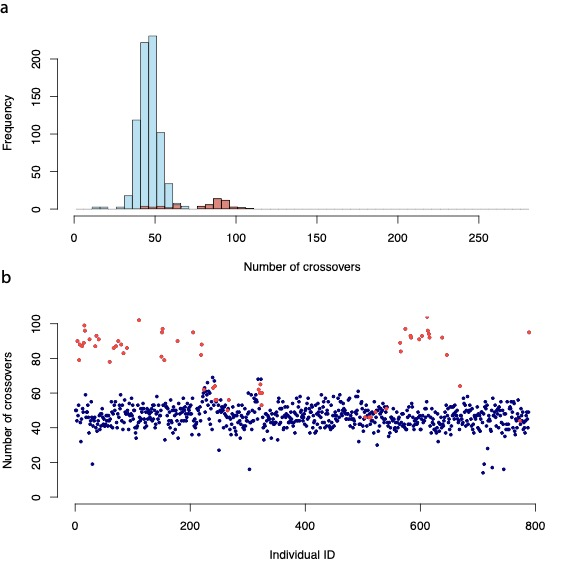 a
Frequency
200
150
100
50
0
0 50 100 150 200 250
Number of crossovers
b
Number of crossovers
100
80
60
40
20
0
0 200 400 600 800
Individual ID